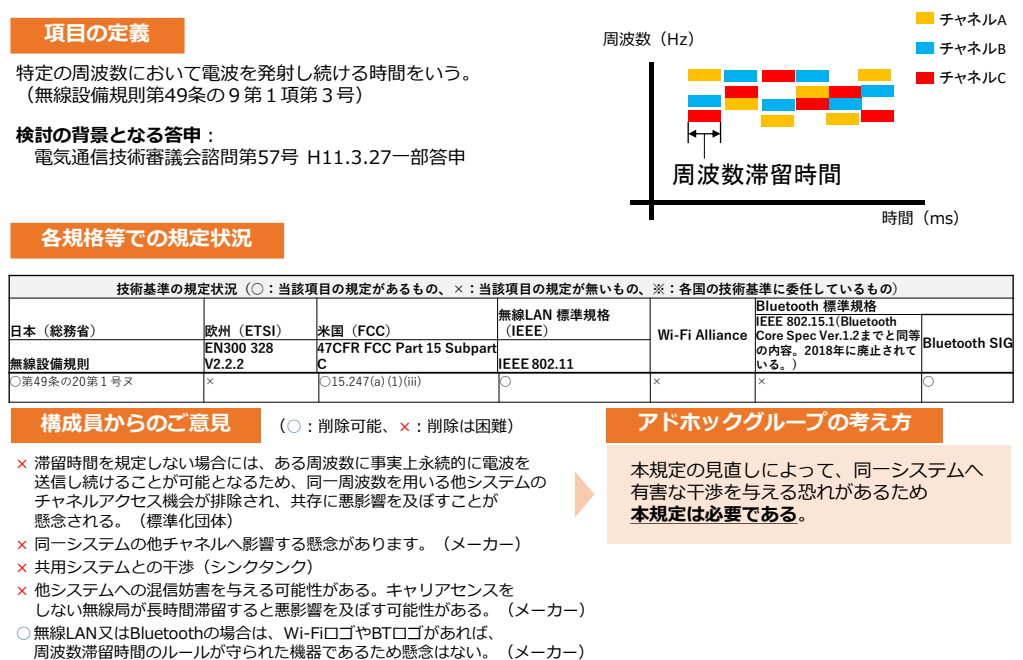 項目の定義
特定の周波数において電波を発射し続ける時間をいう。
（無線設備規則第49条の９第１項第３号）
検討の背景となる答申：
電気通信技術審議会諮問第57号 H11.3.27一部答申
周波数（Hz）
チャネルA
チャネルB
チャネルC
周波数滞留時間
時間（ms）
各規格等での規定状況
技術基準の規定状況（○：当該項目の規定があるもの、×：当該項目の規定が無いもの、※：各国の技術基準に委任しているもの）
日本（総務省）
欧州（ETSI）
米国（FCC）
無線LAN 標準規格
（IEEE）
Wi-Fi Alliance
Bluetooth 標準規格
IEEE 802.15.1(Bluetooth
Core Spec Ver.1.2までと同等
の内容。2018年に廃止されて
いる。）
Bluetooth SIG
無線設備規則
EN300 328
V2.2.2
47CFR FCC Part 15 Subpart
C
IEEE 802.11
○第49条の20第１号ヌ
×
○15.247(a)(1)(iii)
○
×
×
○
構成員からのご意見
（○：削除可能、×：削除は困難）
× 滞留時間を規定しない場合には、ある周波数に事実上永続的に電波を
送信し続けることが可能となるため、同一周波数を用いる他システムの
チャネルアクセス機会が排除され、共存に悪影響を及ぼすことが
懸念される。（標準化団体）
× 同一システムの他チャネルへ影響する懸念があります。（メーカー）
× 共用システムとの干渉（シンクタンク）
× 他システムへの混信妨害を与える可能性がある。キャリアセンスを
しない無線局が長時間滞留すると悪影響を及ぼす可能性がある。（メーカー）
○ 無線LAN又はBluetoothの場合は、Wi-FiロゴやBTロゴがあれば、
周波数滞留時間のルールが守られた機器であるため懸念はない。（メーカー）
アドホックグループの考え方
本規定の見直しによって、同一システムへ
有害な干渉を与える恐れがあるため
本規定は必要である。